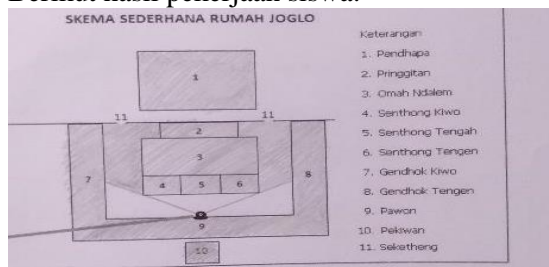 SKEMA SEDERHANA RUMAH JOGLO
Keterangan
1. Pendhapa
2. Pringgitan
3. Omah Ndalem
4. Senthong Kiwo
5. Senthong Tengah
6. Senthong Tengen
7. Gendhok Kiwo
8. Gendhok Tengen
9. Pawon
10. Pekiwan
11. Seketheng
1
11
11
2
3
7
8
4
5
6
9
10